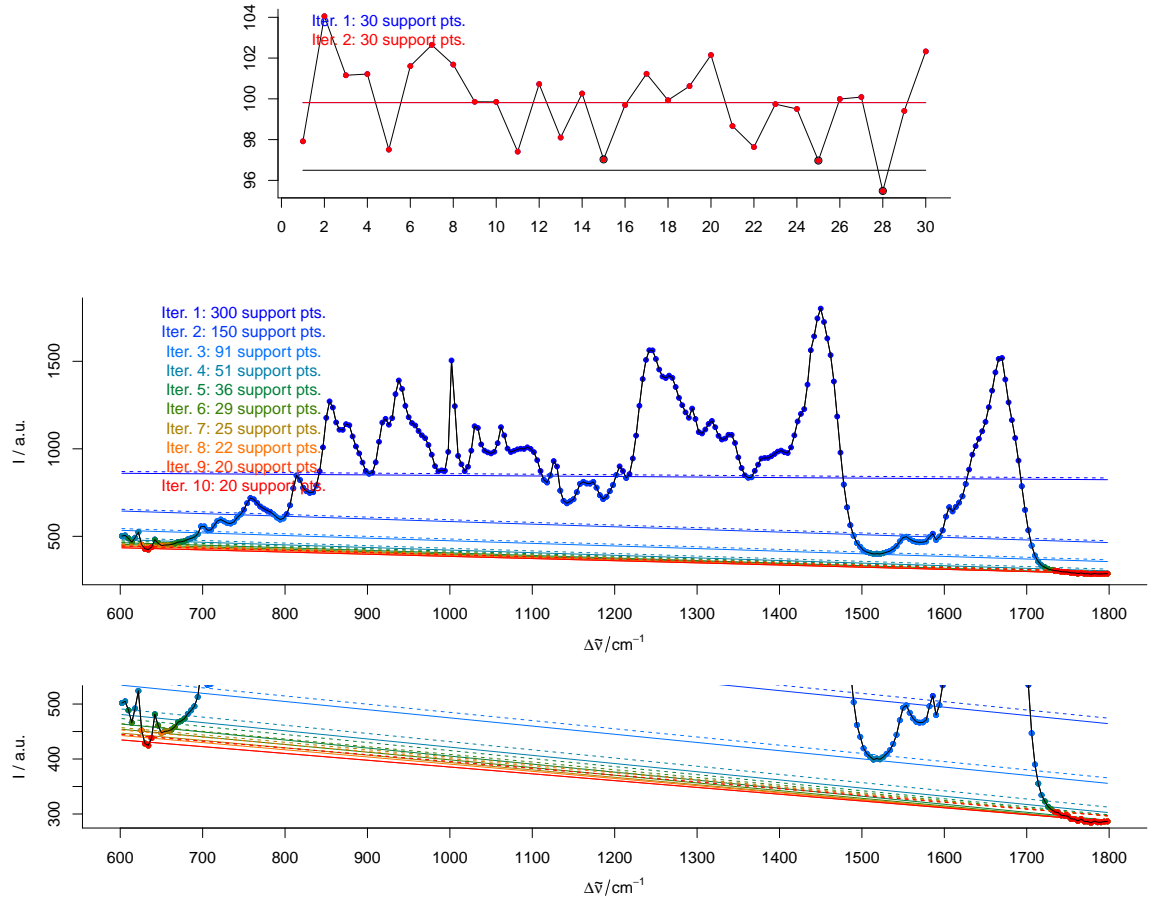 104
102
100
98
96
Iter. 1: 30 support pts.
Iter. 2: 30 support pts.
0 2 4 6 8 10 12 14 16 18 20 22 24 26 28 30
I / a.u.
1500
1000
500
Iter. 1: 300 support pts.
Iter. 2: 150 support pts.
Iter. 3: 91 support pts.
Iter. 4: 51 support pts.
Iter. 5: 36 support pts.
Iter. 6: 29 support pts.
Iter. 7: 25 support pts.
Iter. 8: 22 support pts.
Iter. 9: 20 support pts.
Iter. 10: 20 support pts.
600 700 800 900 1000 1100 1200 1300 1400 1500 1600 1700 1800
Δν̃/cm⁻¹
I / a.u.
500
400
300
600 700 800 900 1000 1100 1200 1300 1400 1500 1600 1700 1800
Δν̃/cm⁻¹